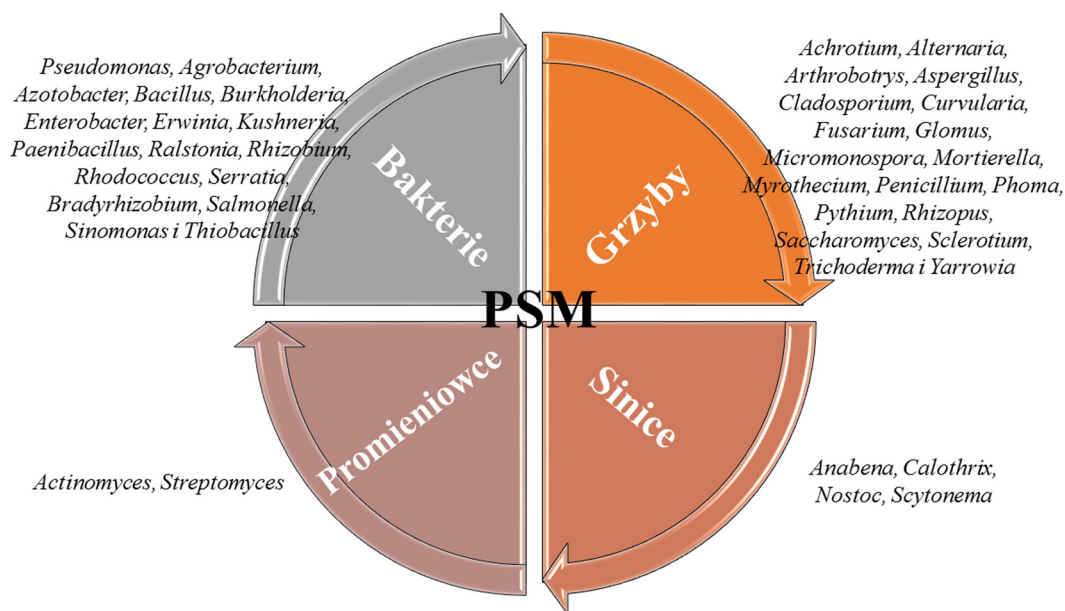 Pseudomonas, Agrobacterium,
Azotobacter, Bacillus, Burkholderia,
Enterobacter, Erwinia, Kushneria,
Paenibacillus, Ralstonia, Rhizobium,
Rhodococcus, Serratia,
Bradyrhizobium, Salmonella,
Sinomonas i Thiobacillus
Bakterie
Grzyby
Achrotium, Alternaria,
Arthrobotrys, Aspergillus,
Cladosporium, Curvularia,
Fusarium, Glomus,
Micromonospora, Mortierella,
Myrothecium, Penicillium, Phoma,
Pythium, Rhizopus,
Saccharomyces, Sclerotium,
Trichoderma i Yarrowia
PSM
Promieniowce
Sinice
Actinomyces, Streptomyces
Anabena, Calothrix,
Nostoc, Scytonema